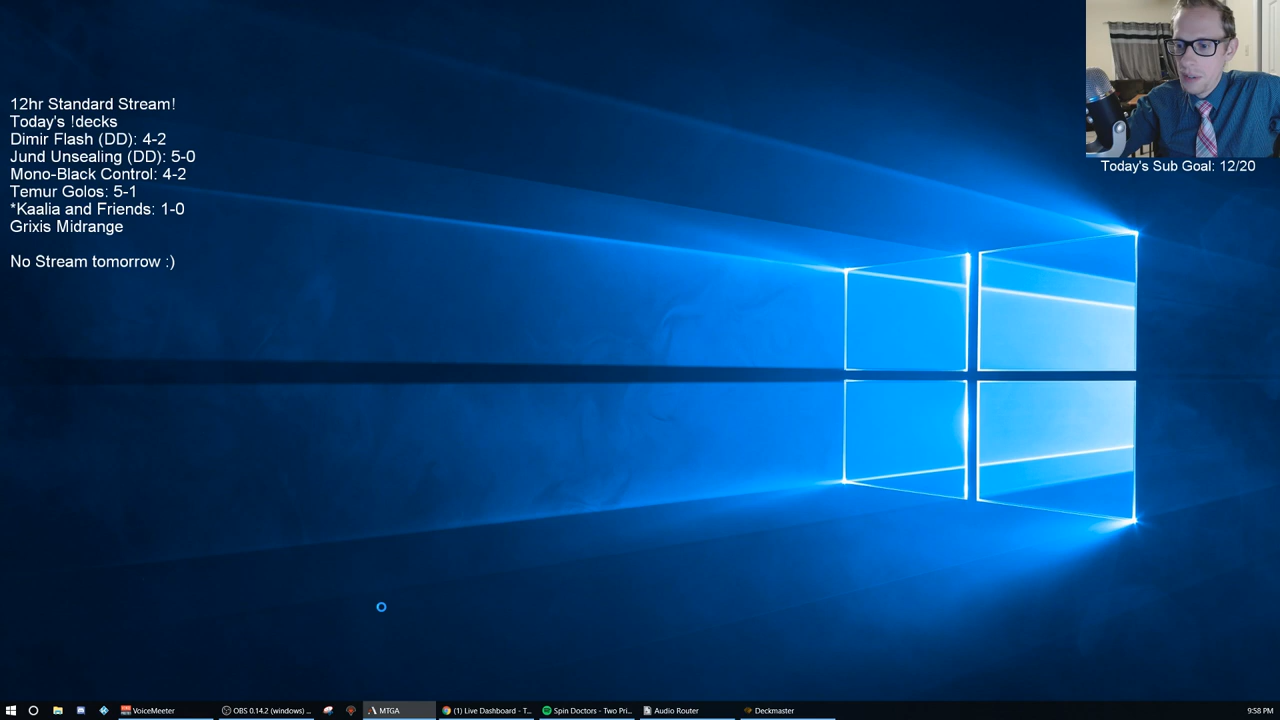 12hr Standard Stream!
Today's !decks
Dimir Flash (DD): 4-2
Jund Unsealing (DD): 5-0
Mono-Black Control: 4-2
Temur Golos: 5-1
*Kaalia and Friends: 1-0
Grixis Midrange
No Stream tomorrow :)
Today's Sub Goal: 12/20
VoiceMeeter
OBS 0.14.2 (windows) ...
MTGA
(1) Live Dashboard - T...
Spin Doctors - Two Pri...
Audio Router
Deckmaster
9:58 PM